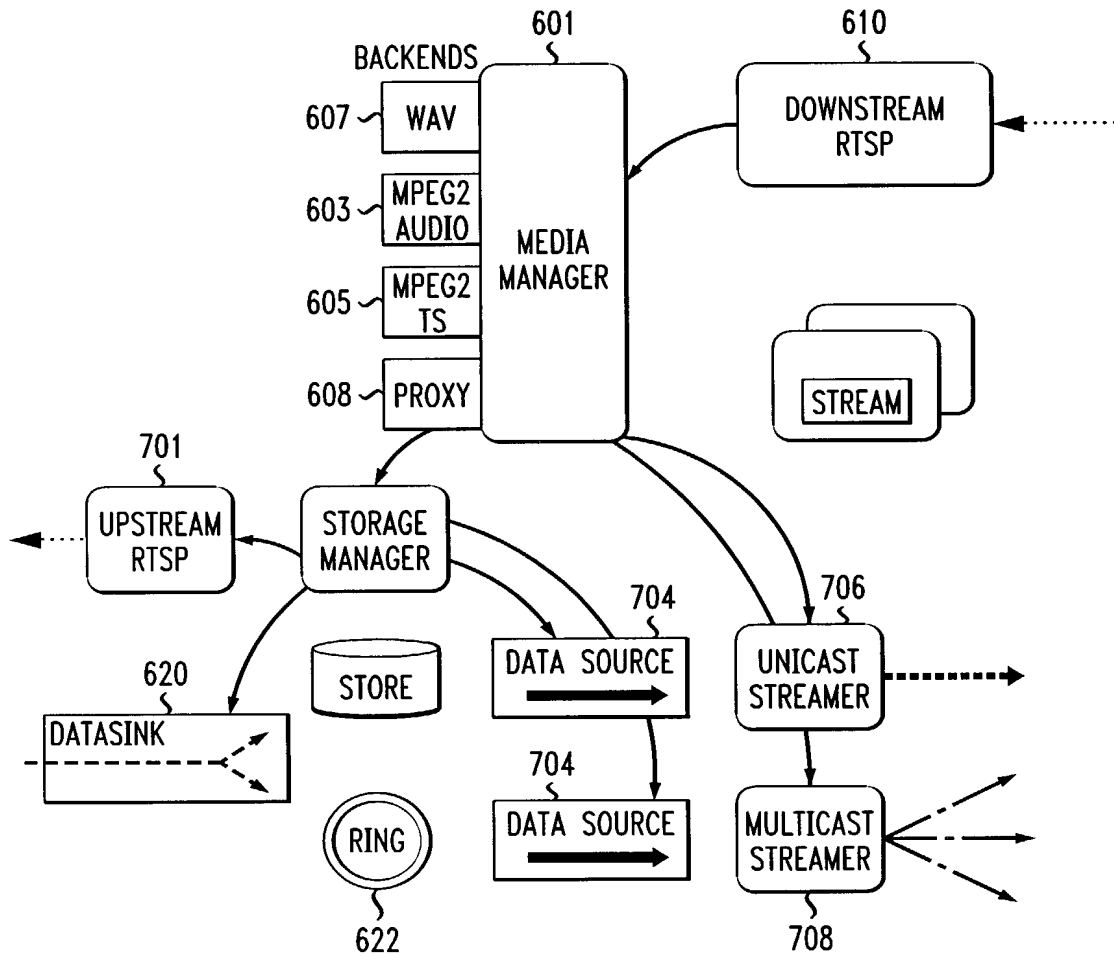 601
610
BACKENDS
607
WAV
DOWNSTREAM
RTSP
603
MPEG2
AUDIO
MEDIA
MANAGER
605
MPEG2
TS
608
PROXY
STREAM
701
UPSTREAM
RTSP
STORAGE
MANAGER
704
706
DATA SOURCE
UNICAST
STREAMER
620
STORE
DATASINK
704
RING
DATA SOURCE
MULTICAST
STREAMER
622
708